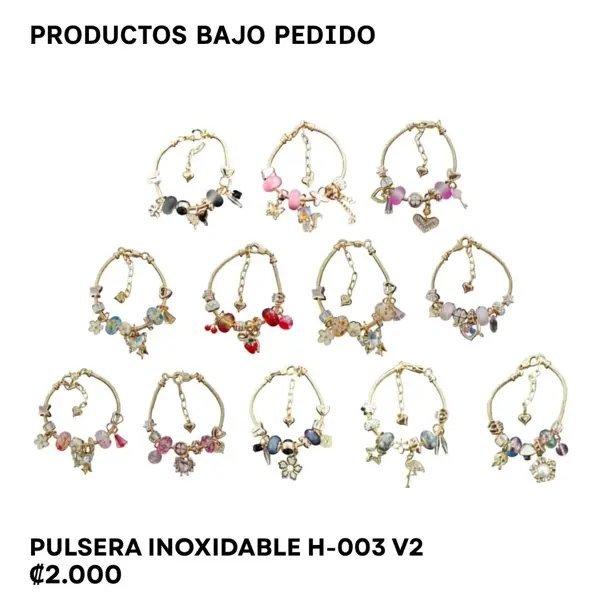 PRODUCTOS BAJO PEDIDO
PULSERA INOXIDABLE H-003 V2
₡2.000